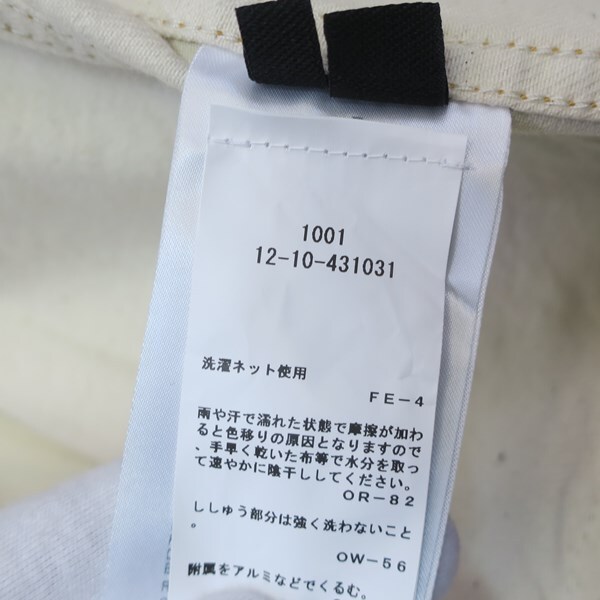 1001
12-10-431031
洗濯ネット使用
FE-4
雨や汗で濡れた状態で摩擦が加わ
ると色移りの原因となりますので
、手早く乾いた布等で水分を取っ
て速やかに陰干ししてください。
OR-82
ししゅう部分は強く洗わないこと
。
OW-56
附属をアルミなどでくるむ。